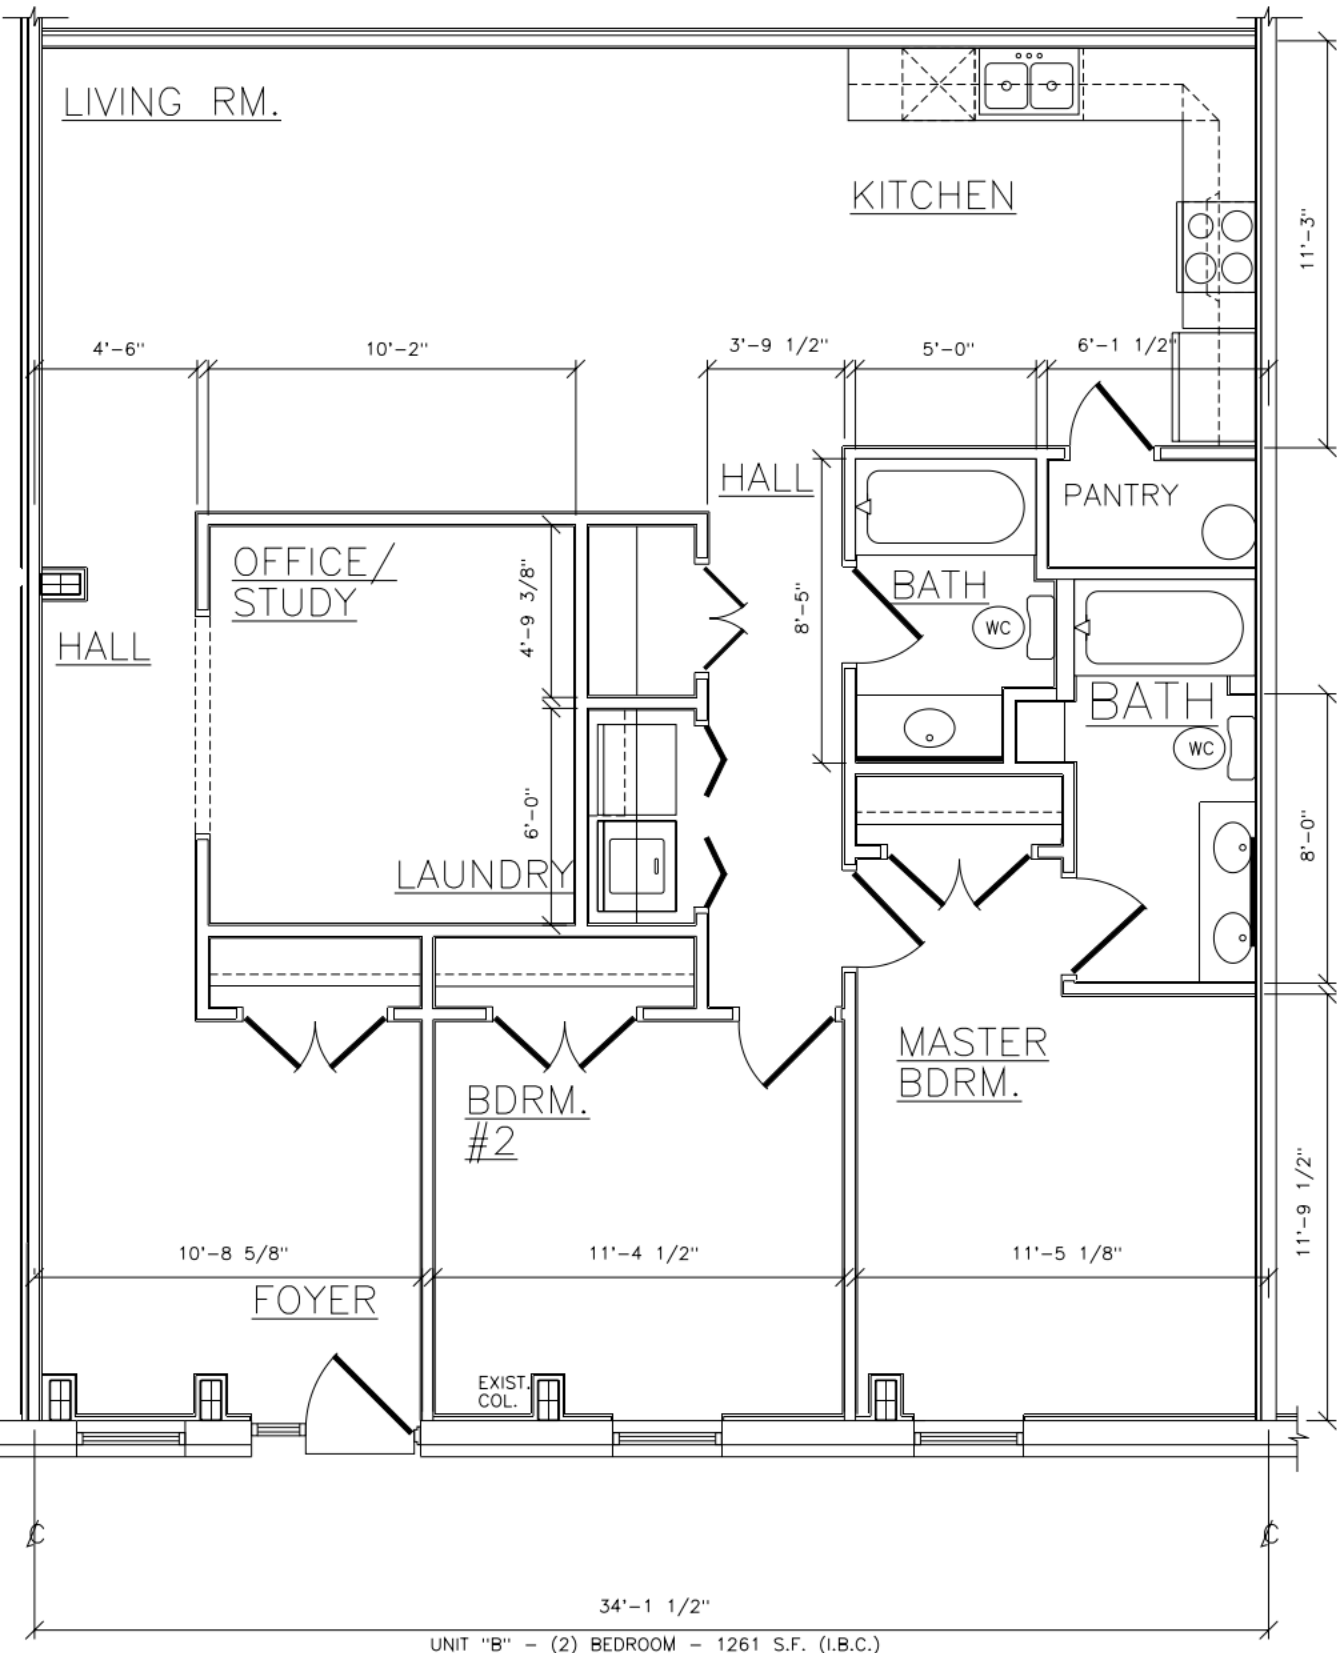 LIVING RM.
KITCHEN
11'-3"
4'-6"
10'-2"
3'-9 1/2"
5'-0"
6'-1 1/2"
HALL
PANTRY
OFFICE/
STUDY
4'-9 3/8"
8'-5"
BATH
WC
HALL
BATH
WC
6'-0"
8'-0"
LAUNDRY
MASTER
BDRM.
BDRM.
#2
11'-9 1/2"
10'-8 5/8"
11'-4 1/2"
11'-5 1/8"
FOYER
EXIST.
COL.
℄
℄
34'-1 1/2"
UNIT "B" - (2) BEDROOM - 1261 S.F. (I.B.C.)